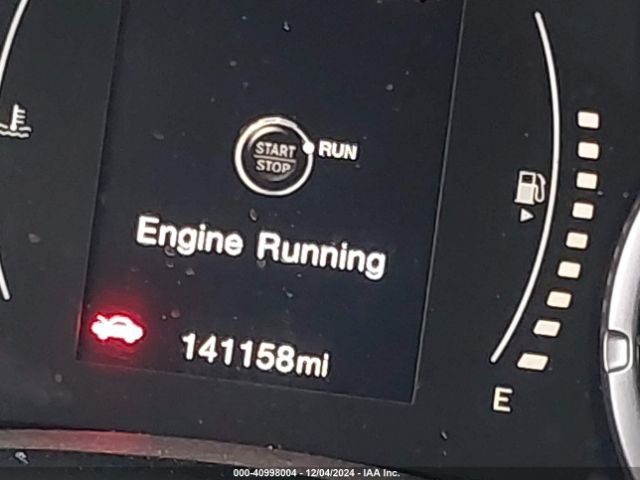 START
STOP
RUN
Engine Running
141158mi
E
000-40998004 - 12/04/2024 - IAA Inc.